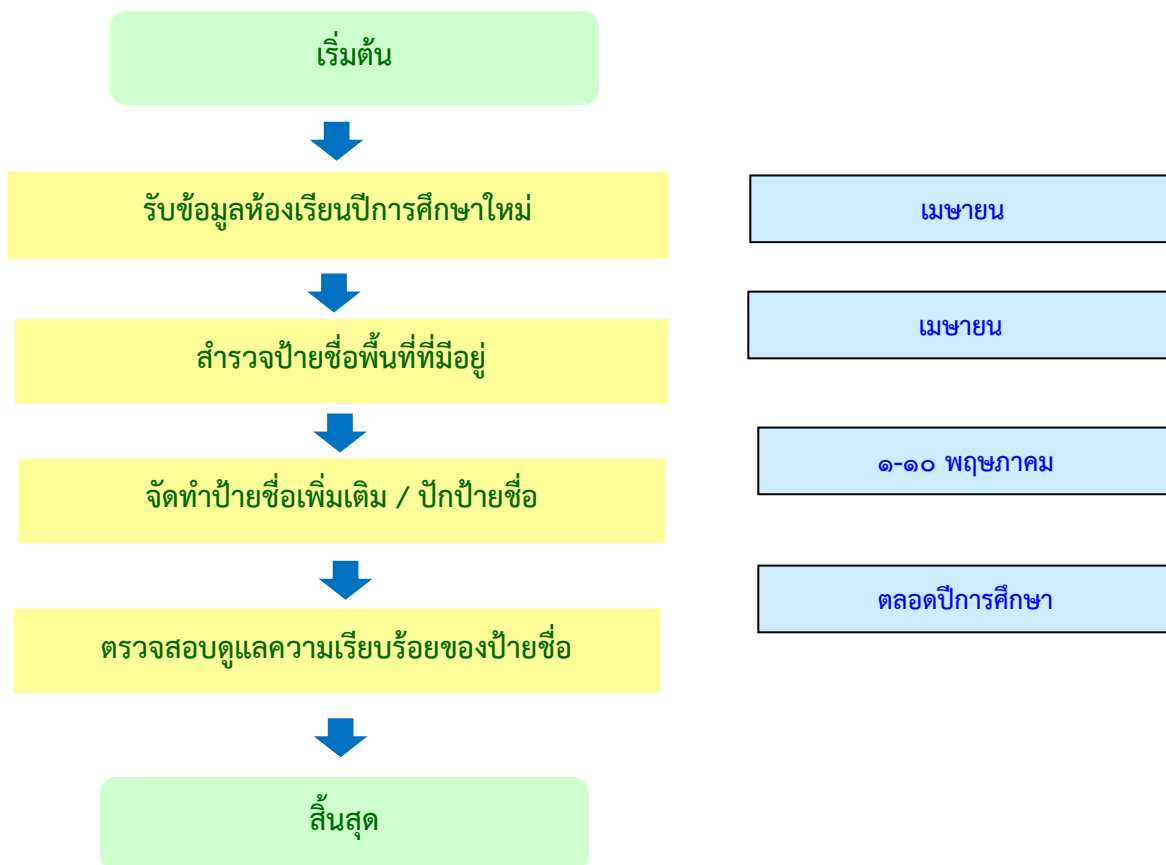 เริ่มต้น
รับข้อมูลห้องเรียนปีการศึกษาใหม่
เมษายน
สำรวจป้ายชื่อพื้นที่ที่มีอยู่
เมษายน
จัดทำป้ายชื่อเพิ่มเติม / ปักป้ายชื่อ
๑-๑๐ พฤษภาคม
ตรวจสอบดูแลความเรียบร้อยของป้ายชื่อ
ตลอดปีการศึกษา
สิ้นสุด